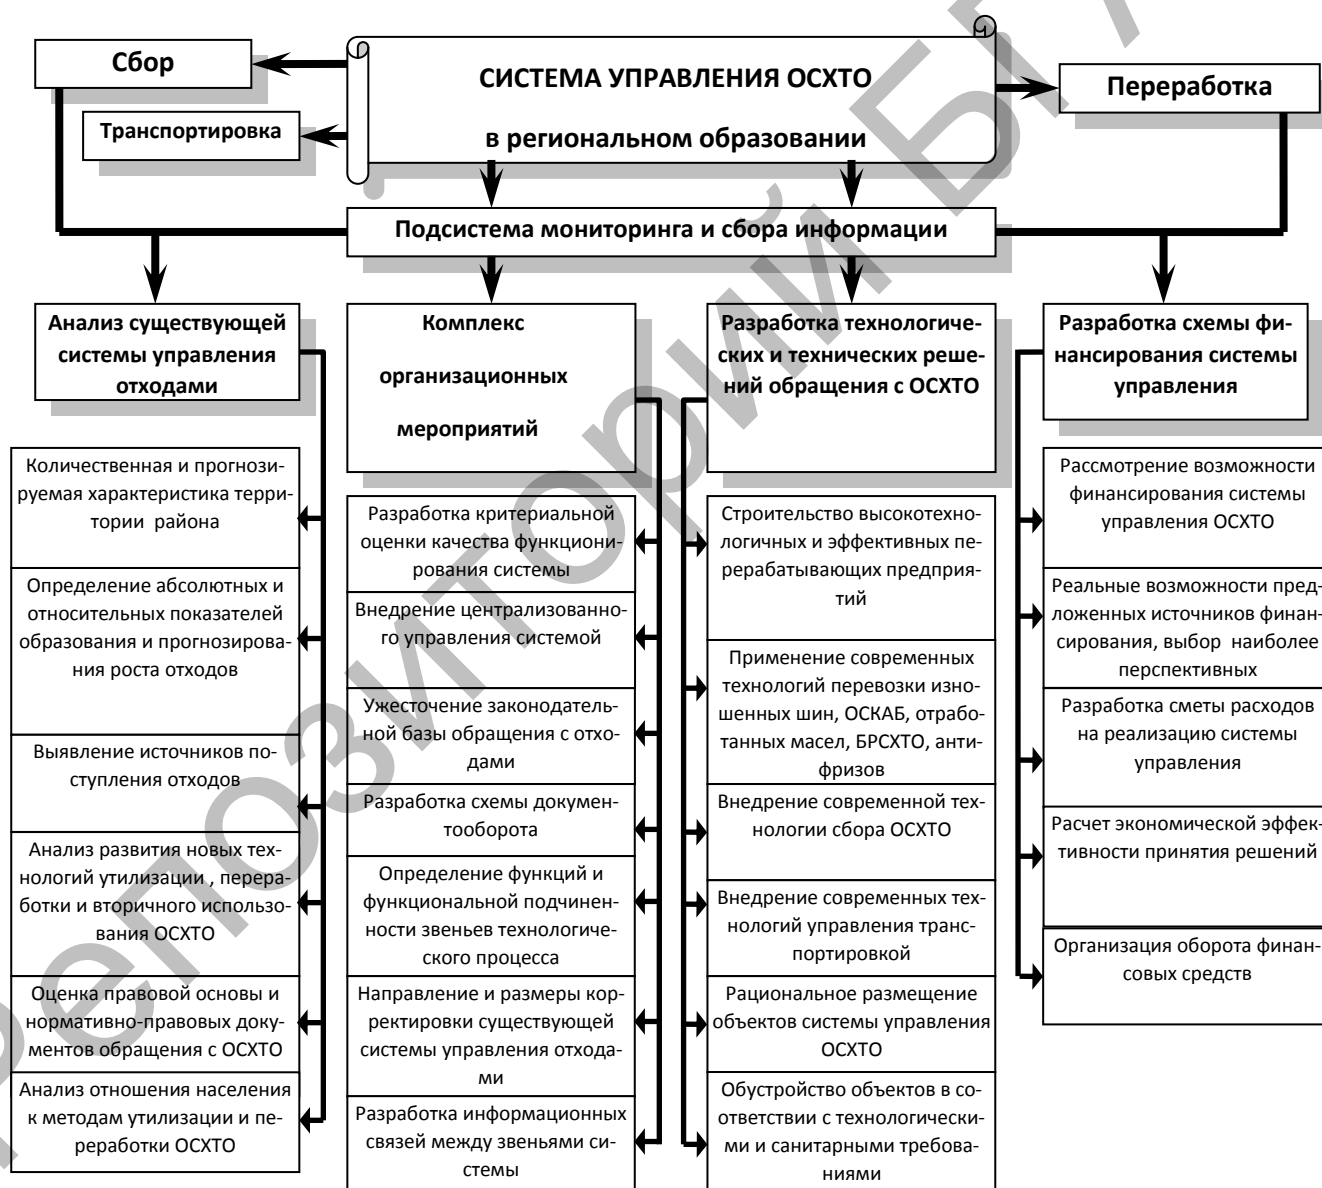 Сбор
СИСТЕМА УПРАВЛЕНИЯ ОСХТО
в региональном образовании
Переработка
Транспортировка
Подсистема мониторинга и сбора информации
Анализ существующей
системы управления
отходами
Комплекс
организационных
мероприятий
Разработка технологиче-
ских и технических реше-
ний обращения с ОСХТО
Разработка схемы фи-
нансирования системы
управления
Количественная и прогнози-
руемая характеристика терри-
тории района
Определение абсолютных и
относительных показателей
образования и прогнозирова-
ния роста отходов
Выявление источников по-
ступления отходов
Анализ развития новых тех-
нологий утилизации , перера-
ботки и вторичного использо-
вания ОСХТО
Оценка правовой основы и
нормативно-правовых доку-
ментов обращения с ОСХТО
Анализ отношения населения
к методам утилизации и пе-
реработки ОСХТО
Разработка критериальной
оценки качества функциони-
рования системы
Внедрение централизованно-
го управления системой
Ужесточение законодатель-
ной базы обращения с отхо-
дами
Разработка схемы докумен-
тооборота
Определение функций и
функциональной подчинен-
ности звеньев технологиче-
ского процесса
Направление и размеры кор-
ректировки существующей
системы управления отхода-
ми
Разработка информационных
связей между звеньями си-
стемы
Строительство высокотехно-
логичных и эффективных пе-
рерабатывающих предприя-
тий
Применение современных
технологий перевозки изно-
шенных шин, ОСКАБ, отрабо-
танных масел, БРСХТО, анти-
фризов
Внедрение современной тех-
нологии сбора ОСХТО
Внедрение современных тех-
нологий управления транс-
портировкой
Рациональное размещение
объектов системы управления
ОСХТО
Обустройство объектов в со-
ответствии с технологически-
ми и санитарными требова-
ниями
Рассмотрение возможности
финансирования системы
управления ОСХТО
Реальные возможности пред-
ложенных источников финан-
сирования, выбор наиболее
перспективных
Разработка сметы расходов
на реализацию системы
управления
Расчет экономической эффек-
тивности принятия решений
Организация оборота финан-
совых средств
Репозиторий